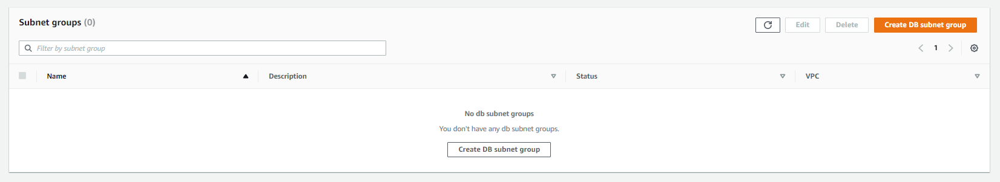 Subnet groups (0)
Edit
Delete
Create DB subnet group
Filter by subnet group
1
Name
Description
Status
VPC
No db subnet groups
You don't have any db subnet groups.
Create DB subnet group